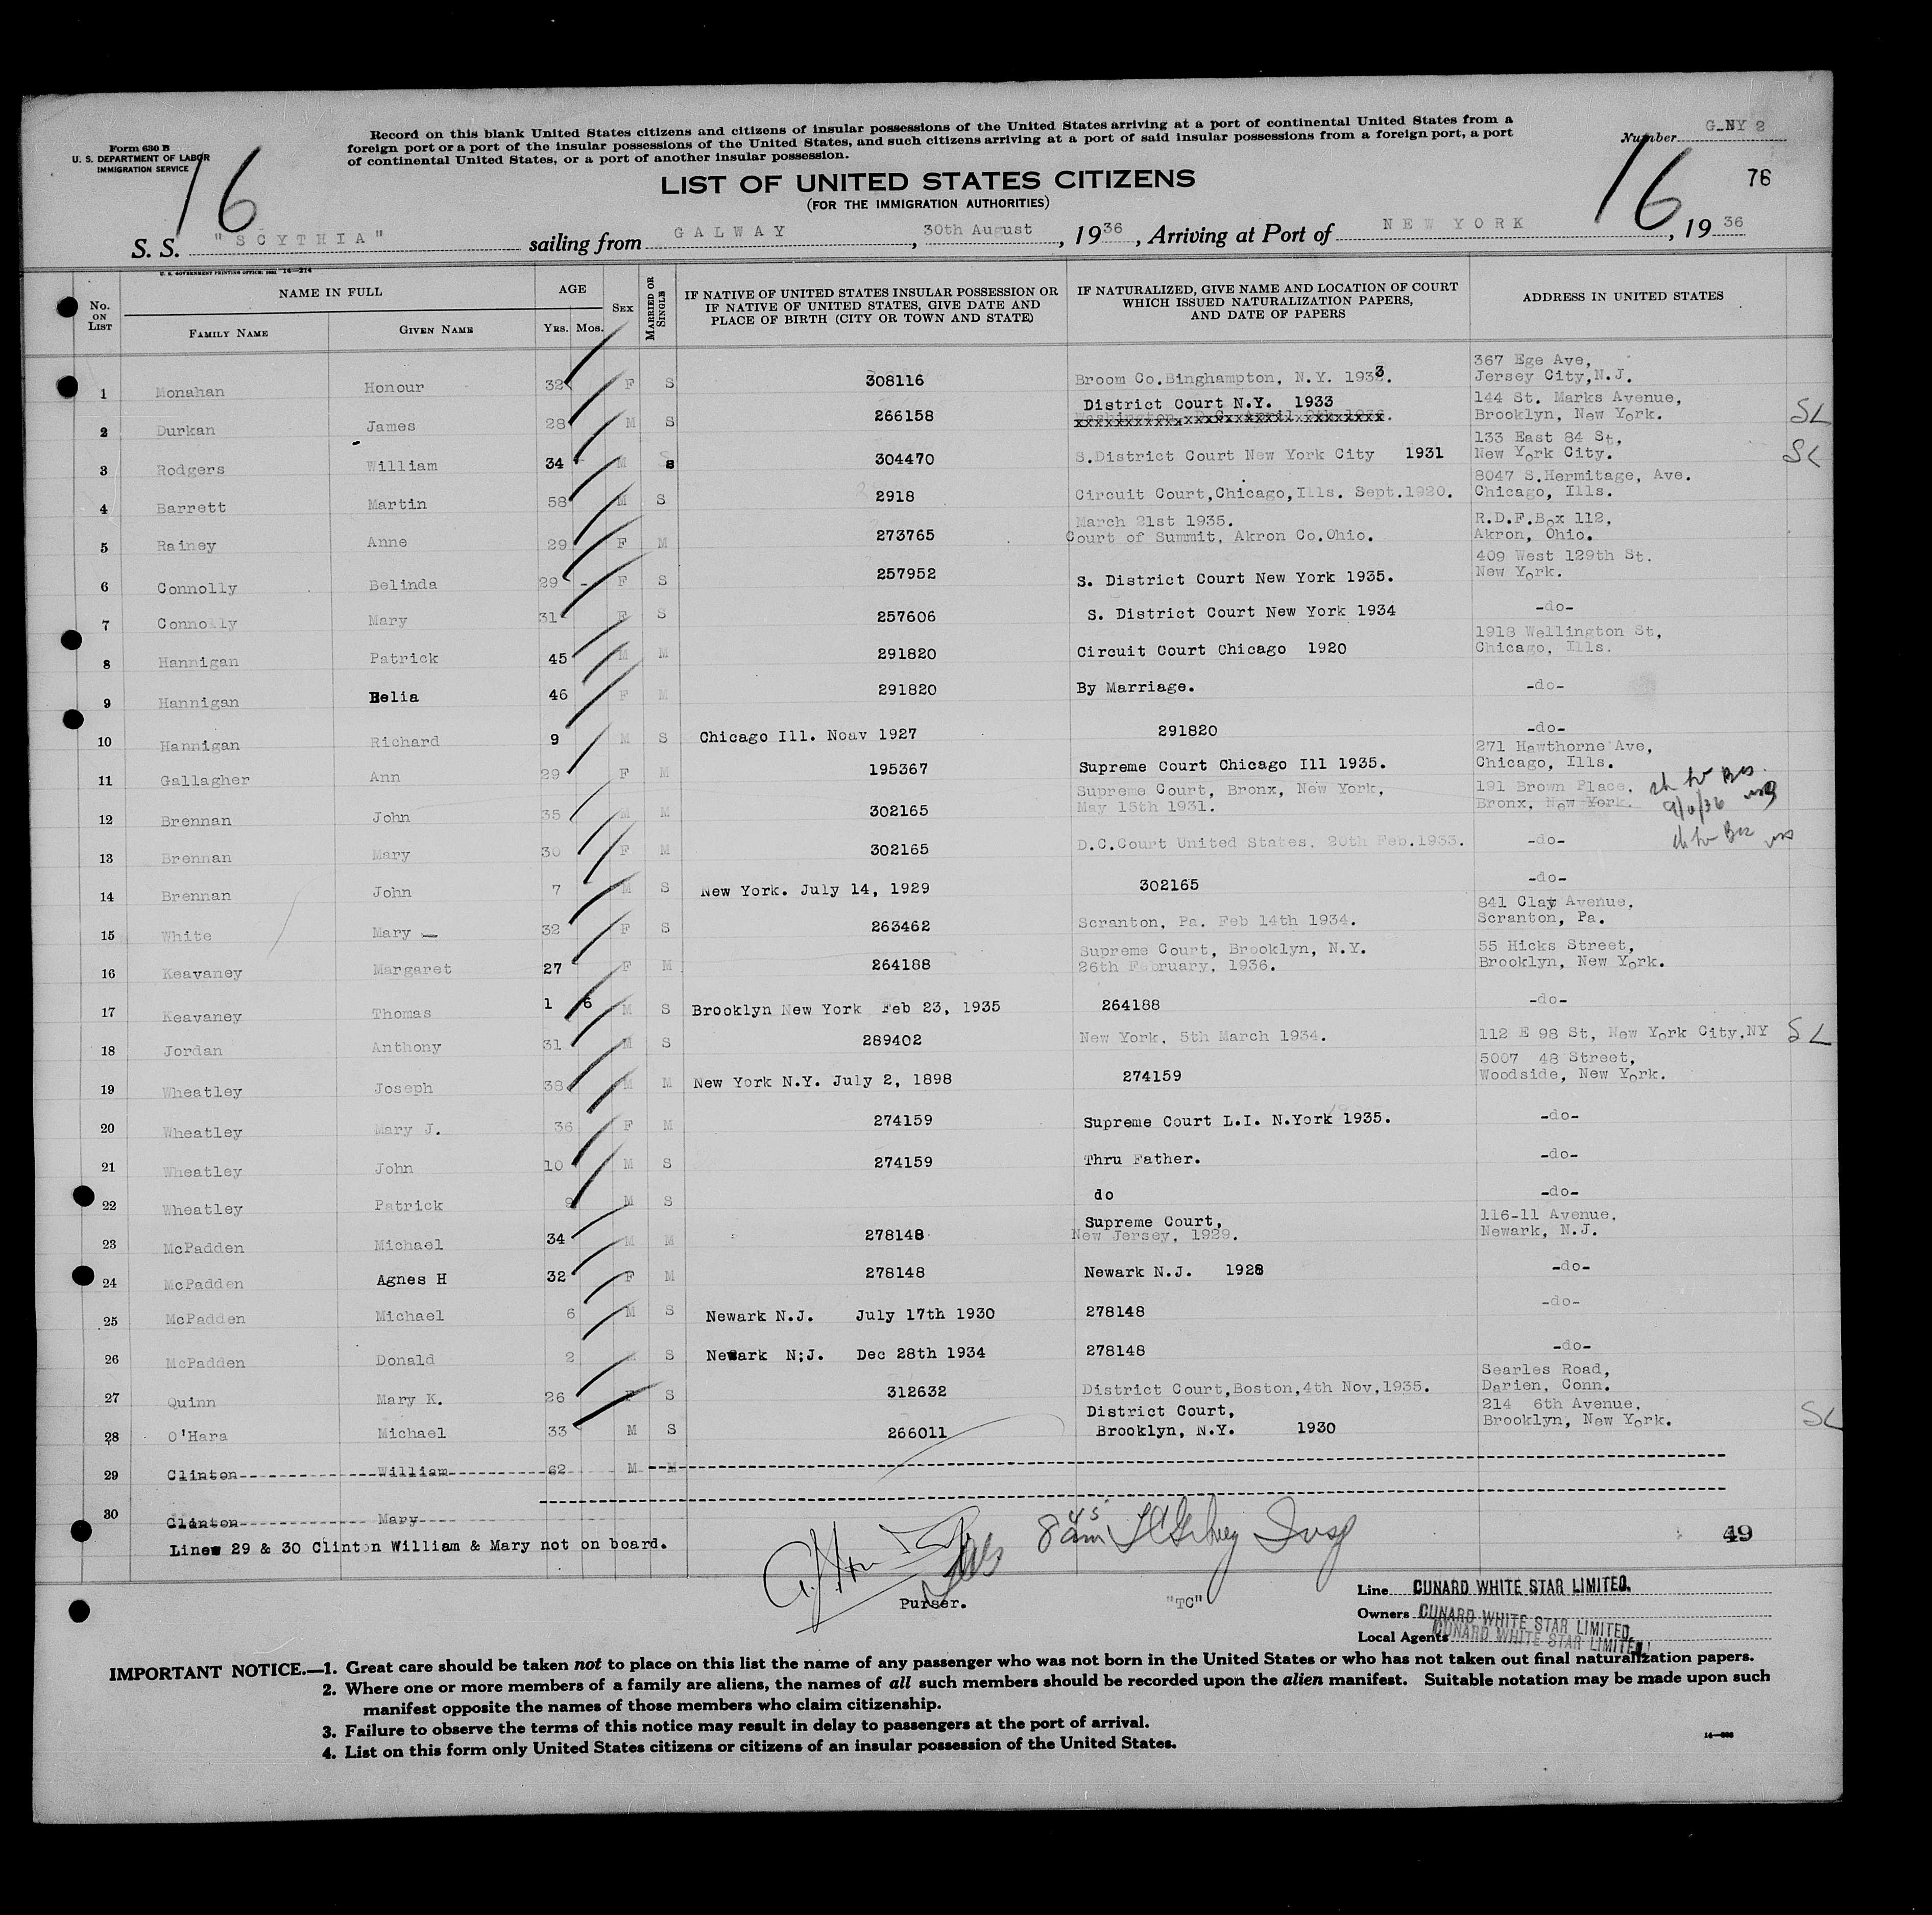 Form 630 B
U. S. DEPARTMENT OF LABOR
IMMIGRATION SERVICE
16
Record on this blank United States citizens and citizens of insular possessions of the United States arriving at a port of continental United States from a
foreign port or a port of the insular possessions of the United States, and such citizens arriving at a port of said insular possessions from a foreign port, a port
of continental United States, or a port of another insular possession.
Number G-NY 2
16
76
LIST OF UNITED STATES CITIZENS
(FOR THE IMMIGRATION AUTHORITIES)
S. S. "SCYTHIA" sailing from GALWAY, 30th August, 1936, Arriving at Port of NEW YORK, 1936
U. S. GOVERNMENT PRINTING OFFICE: 1931 14—214
No. ON LIST
NAME IN FULL
FAMILY NAME
GIVEN NAME
AGE
YRS. MOS.
SEX
MARRIED OR SINGLE
IF NATIVE OF UNITED STATES INSULAR POSSESSION OR
IF NATIVE OF UNITED STATES, GIVE DATE AND
PLACE OF BIRTH (CITY OR TOWN AND STATE)
IF NATURALIZED, GIVE NAME AND LOCATION OF COURT
WHICH ISSUED NATURALIZATION PAPERS,
AND DATE OF PAPERS
ADDRESS IN UNITED STATES
367 Ege Ave,
1 Monahan Honour 32 F S 308116 Broom Co.Binghampton, N.Y. 1933. Jersey City,N.J.
District Court N.Y. 1933 144 St. Marks Avenue,
2 Durkan James 28 M S 266158 Brooklyn, New York. SL
133 East 84 St,
3 Rodgers William 34 M s 304470 S.District Court New York City 1931 New York City. SL
8047 S.Hermitage, Ave.
4 Barrett Martin 58 M S 2918 Circuit Court,Chicago,Ills. Sept.1920. Chicago, Ills.
March 21st 1935. R.D.F.Box 112,
5 Rainey Anne 29 F M 273765 Court of Summit, Akron Co.Ohio. Akron, Ohio.
409 West 129th St.
6 Connolly Belinda 29 - F S 257952 S. District Court New York 1935. New York.
7 Connolly Mary 31 F S 257606 S. District Court New York 1934 -do-
1918 Wellington St,
8 Hannigan Patrick 45 M M 291820 Circuit Court Chicago 1920 Chicago, Ills.
9 Hannigan Belia 46 F M 291820 By Marriage. -do-
10 Hannigan Richard 9 M S Chicago Ill. Noav 1927 291820 -do-
271 Hawthorne Ave,
11 Gallagher Ann 29 F M 195367 Supreme Court Chicago Ill 1935. Chicago, Ills.
Supreme Court, Bronx, New York, 191 Brown Place,
12 Brennan John 35 M M 302165 May 15th 1931. Bronx, New York.
13 Brennan Mary 30 F M 302165 D.C.Court United States, 20th Feb.1933. -do-
14 Brennan John 7 M S New York. July 14, 1929 302165 -do-
841 Clay Avenue,
15 White Mary — 32 F S 263462 Scranton, Pa. Feb 14th 1934. Scranton, Pa.
Supreme Court, Brooklyn, N.Y. 55 Hicks Street,
16 Keavaney Margaret 27 F M 264188 26th February, 1936. Brooklyn, New York.
17 Keavaney Thomas 1 6 M S Brooklyn New York Feb 23, 1935 264188 -do-
18 Jordan Anthony 31 M S 289402 New York, 5th March 1934. 112 E 98 St, New York City,NY SL
5007 48 Street,
19 Wheatley Joseph 38 M M New York N.Y. July 2, 1898 274159 Woodside, New York.
20 Wheatley Mary J. 36 F M 274159 Supreme Court L.I. N.York 1935. -do-
21 Wheatley John 10 M S 274159 Thru Father. -do-
22 Wheatley Patrick 9 M S do -do-
Supreme Court, 116-11 Avenue,
23 McPadden Michael 34 M M 278148 New Jersey, 1929. Newark, N.J.
24 McPadden Agnes H 32 F M 278148 Newark N.J. 1928 -do-
25 McPadden Michael 6 M S Newark N.J. July 17th 1930 278148 -do-
26 McPadden Donald 2 S Newark N;J. Dec 28th 1934 278148 -do-
Searles Road,
27 Quinn Mary K. 26 F S 312632 District Court,Boston,4th Nov,1935. Darien, Conn.
District Court, 214 6th Avenue,
28 O'Hara Michael 33 M S 266011 Brooklyn, N.Y. 1930 Brooklyn, New York. SL
29 Clinton William 62 M M
30 Clinton Mary
Lines 29 & 30 Clinton William & Mary not on board.
845 am
49
Purser.
"TC"
Line CUNARD WHITE STAR LIMITED.
Owners CUNARD WHITE STAR LIMITED.
Local Agents CUNARD WHITE STAR LIMITED.
IMPORTANT NOTICE.—1. Great care should be taken not to place on this list the name of any passenger who was not born in the United States or who has not taken out final naturalization papers.
2. Where one or more members of a family are aliens, the names of all such members should be recorded upon the alien manifest. Suitable notation may be made upon such
manifest opposite the names of those members who claim citizenship.
3. Failure to observe the terms of this notice may result in delay to passengers at the port of arrival.
4. List on this form only United States citizens or citizens of an insular possession of the United States.